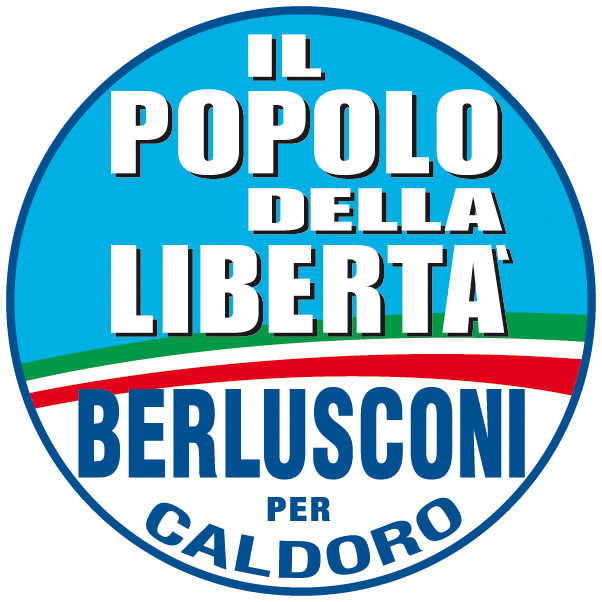 IL
POPOLO
DELLA
LIBERTÀ
BERLUSCONI
PER
CALDORO